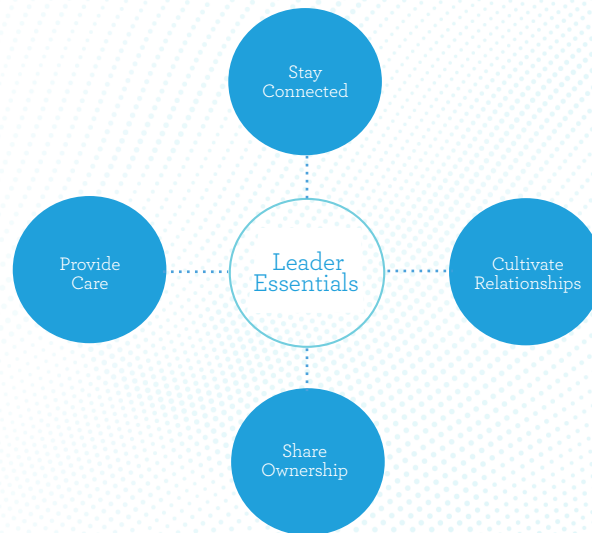 Stay
Connected
Provide
Care
Leader
Essentials
Cultivate
Relationships
Share
Ownership